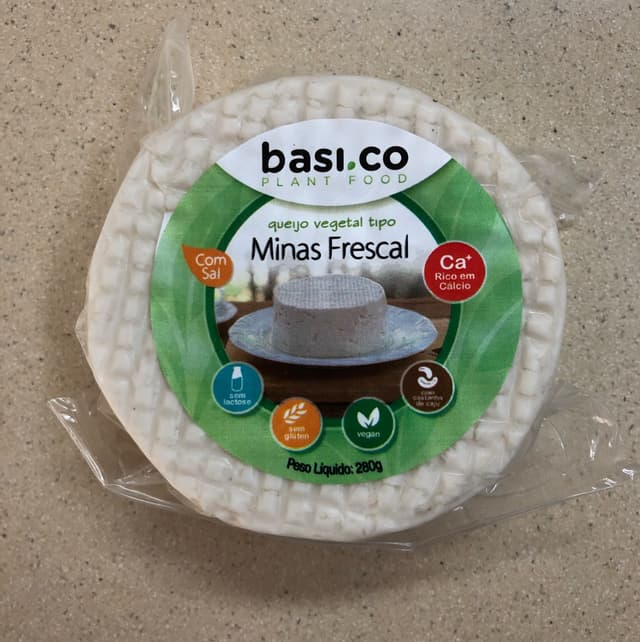 basi.co
PLANT FOOD
queijo vegetal tipo
Minas Frescal
Com
Sal
Ca⁺
Rico em
Cálcio
sem
lactose
sem
glúten
vegan
com
castanha
de caju
Peso Líquido: 280g